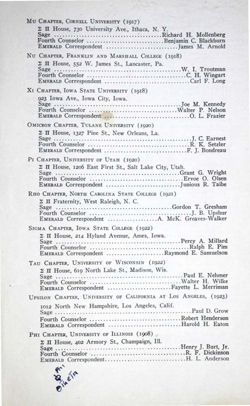 MU CHAPTER, CORNELL UNIVERSITY (1917)
Σ Π HOUSE, 730 University Ave., Ithaca, N. Y.
Sage Richard H. Mollenberg
Fourth Counselor Benjamin C. Blackburn
EMERALD Correspondent James M. Arnold
NU CHAPTER, FRANKLIN AND MARSHALL COLLEGE (1918)
Σ Π HOUSE, 552 W. James St., Lancaster, Pa.
Sage W. I. Troutman
Fourth Counselor C. H. Wingart
EMERALD Correspondent Carl F. Long
XI CHAPTER, IOWA STATE UNIVERSITY (1918)
923 Iowa Ave., Iowa City, Iowa.
Sage Joe M. Kennedy
Fourth Counselor Walter P. Nelson
EMERALD Correspondent O. L. Frazier
OMICRON CHAPTER, TULANE UNIVERSITY (1920)
Σ Π HOUSE, 1327 Pine St., New Orleans, La.
Sage J. C. Earnest
Fourth Counselor R. K. Setzler
EMERALD Correspondent F. J. Boudreau
PI CHAPTER, UNIVERSITY OF UTAH (1920)
Σ Π HOUSE, 1206 East First St., Salt Lake City, Utah.
Sage Grant G. Wright
Fourth Counselor Ervoe O. Olsen
EMERALD Correspondent Junious R. Taibe
RHO CHAPTER, NORTH CAROLINA STATE COLLEGE (1921)
Σ Π FRATERNITY, West Raleigh, N. C.
Sage Gordon T. Gresham
Fourth Counselor J. B. Upshur
EMERALD Correspondent A. McK. Greaves-Walker
SIGMA CHAPTER, IOWA STATE COLLEGE (1922)
Σ Π HOUSE, 214 Hyland Avenue, Ames, Iowa.
Sage Percy A. Millard
Fourth Counselor Ralph E. Pim
EMERALD Correspondent Raymond E. Samuelson
TAU CHAPTER, UNIVERSITY OF WISCONSIN (1922)
Σ Π HOUSE, 619 North Lake St., Madison, Wis.
Sage Paul E. Nehmer
Fourth Counselor Walter H. Wilke
EMERALD Correspondent Fayette L. Merriman
UPSILON CHAPTER, UNIVERSITY OF CALIFORNIA AT LOS ANGELES, (1923)
1012 North New Hampshire, Los Angeles, Calif.
Sage Paul D. Grow
Fourth Counselor Robert Henderson
EMERALD Correspondent Harold H. Eaton
PHI CHAPTER, UNIVERSITY OF ILLINOIS (1908)
Σ Π HOUSE, 402 Armory St., Champaign, Ill.
Sage Henry J. Burt, Jr.
Fourth Counselor R. F. Dickinson
EMERALD Correspondent H. L. Anderson